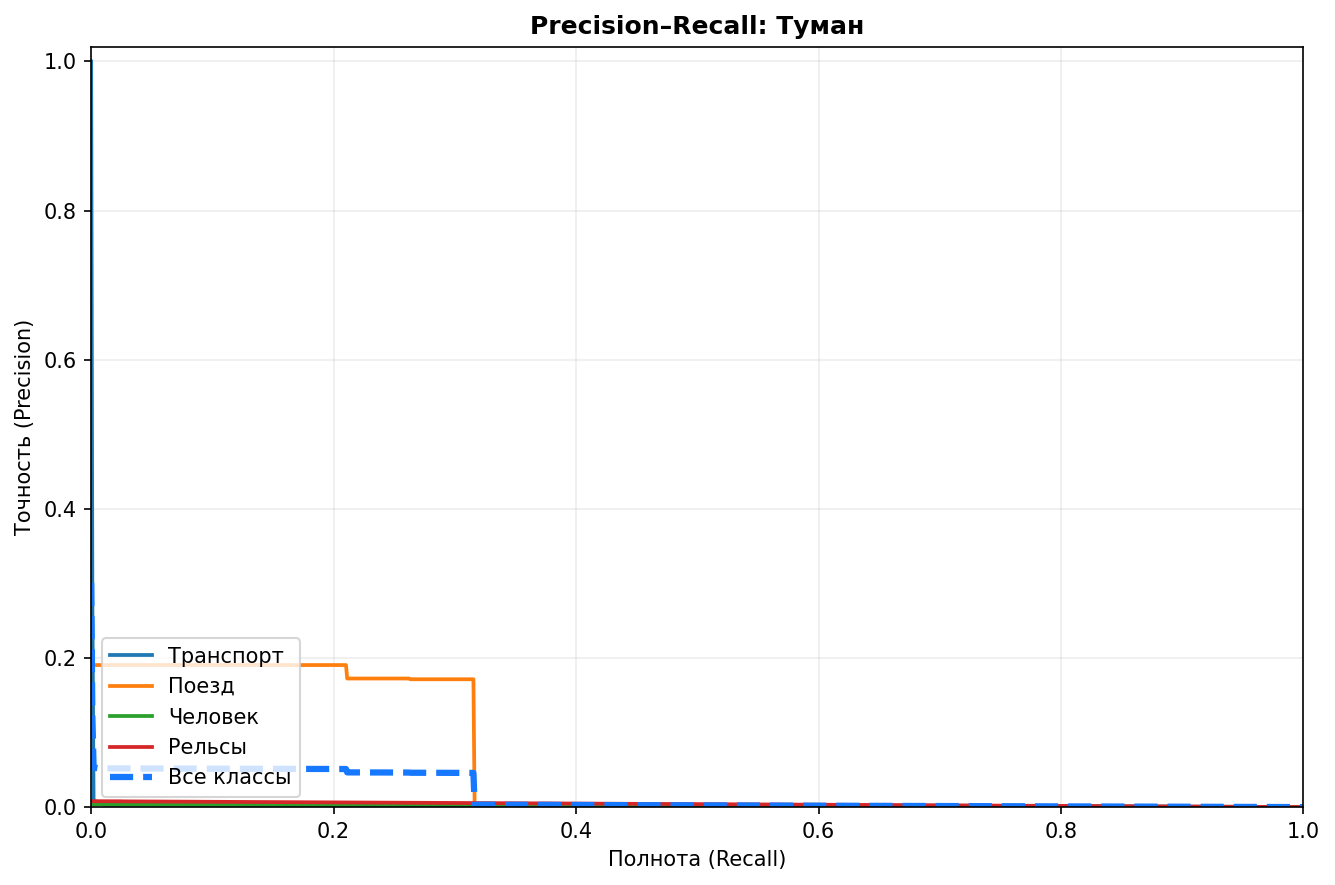 Precision–Recall: Туман
Точность (Precision)
1.0
0.8
0.6
0.4
0.2
0.0
Транспорт
Поезд
Человек
Рельсы
Все классы
0.0 0.2 0.4 0.6 0.8 1.0
Полнота (Recall)